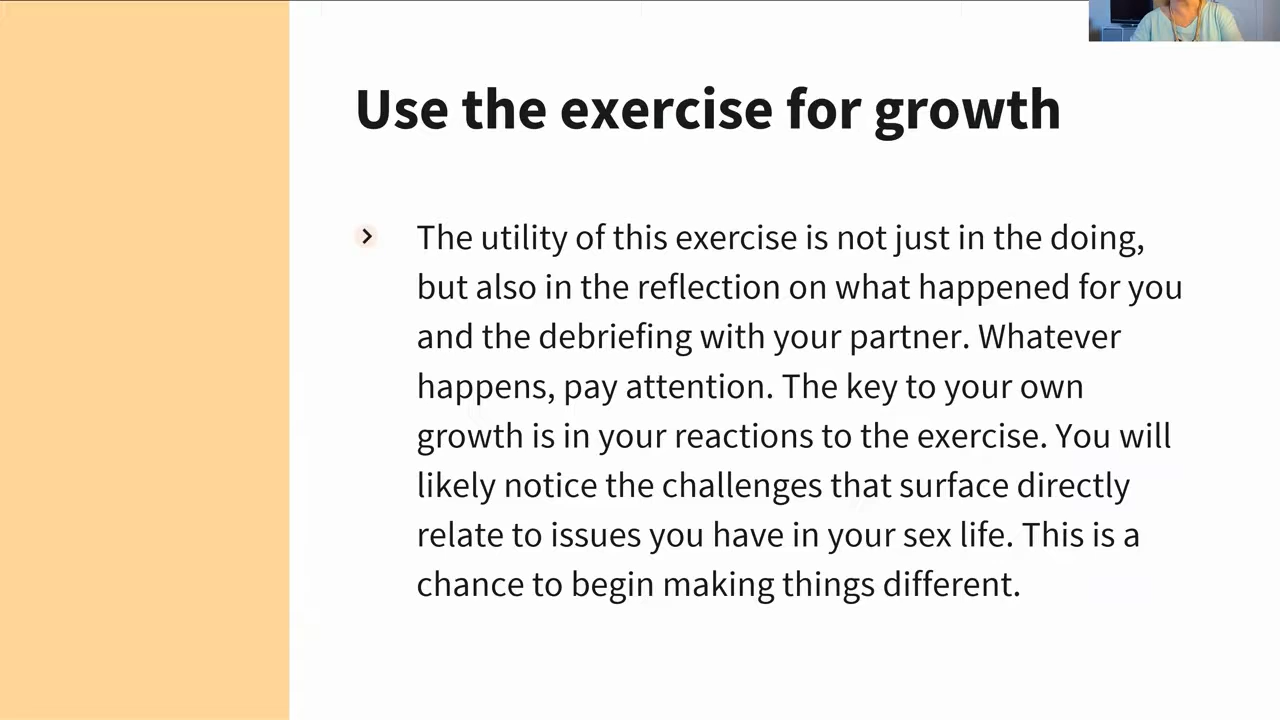 Use the exercise for growth
The utility of this exercise is not just in the doing,
but also in the reflection on what happened for you
and the debriefing with your partner. Whatever
happens, pay attention. The key to your own
growth is in your reactions to the exercise. You will
likely notice the challenges that surface directly
relate to issues you have in your sex life. This is a
chance to begin making things different.